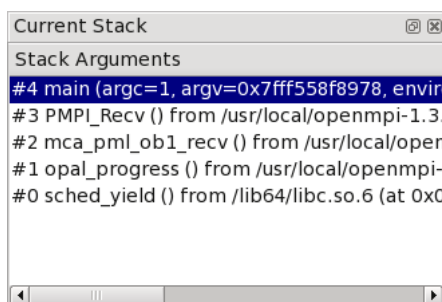 Current Stack
Stack Arguments
#4 main (argc=1, argv=0x7fff558f8978, envir
#3 PMPI_Recv () from /usr/local/openmpi-1.3.
#2 mca_pml_ob1_recv () from /usr/local/open
#1 opal_progress () from /usr/local/openmpi-
#0 sched_yield () from /lib64/libc.so.6 (at 0x0